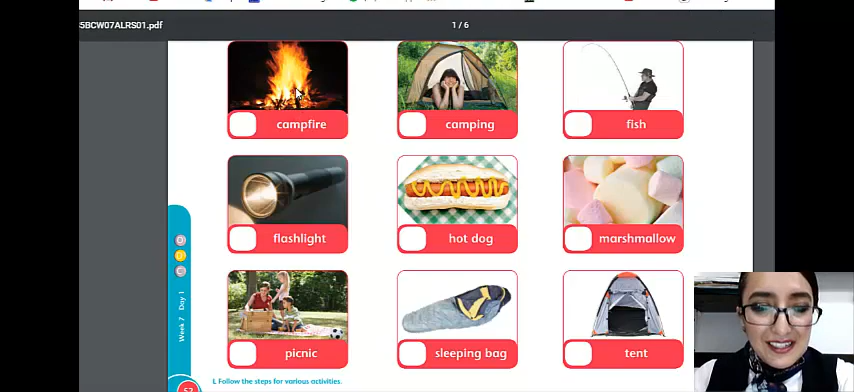 5BCW07ALRS01.pdf
1 / 6
campfire
camping
fish
flashlight
hot dog
marshmallow
picnic
sleeping bag
tent
Week 7 Day 1
52
L Follow the steps for various activities.